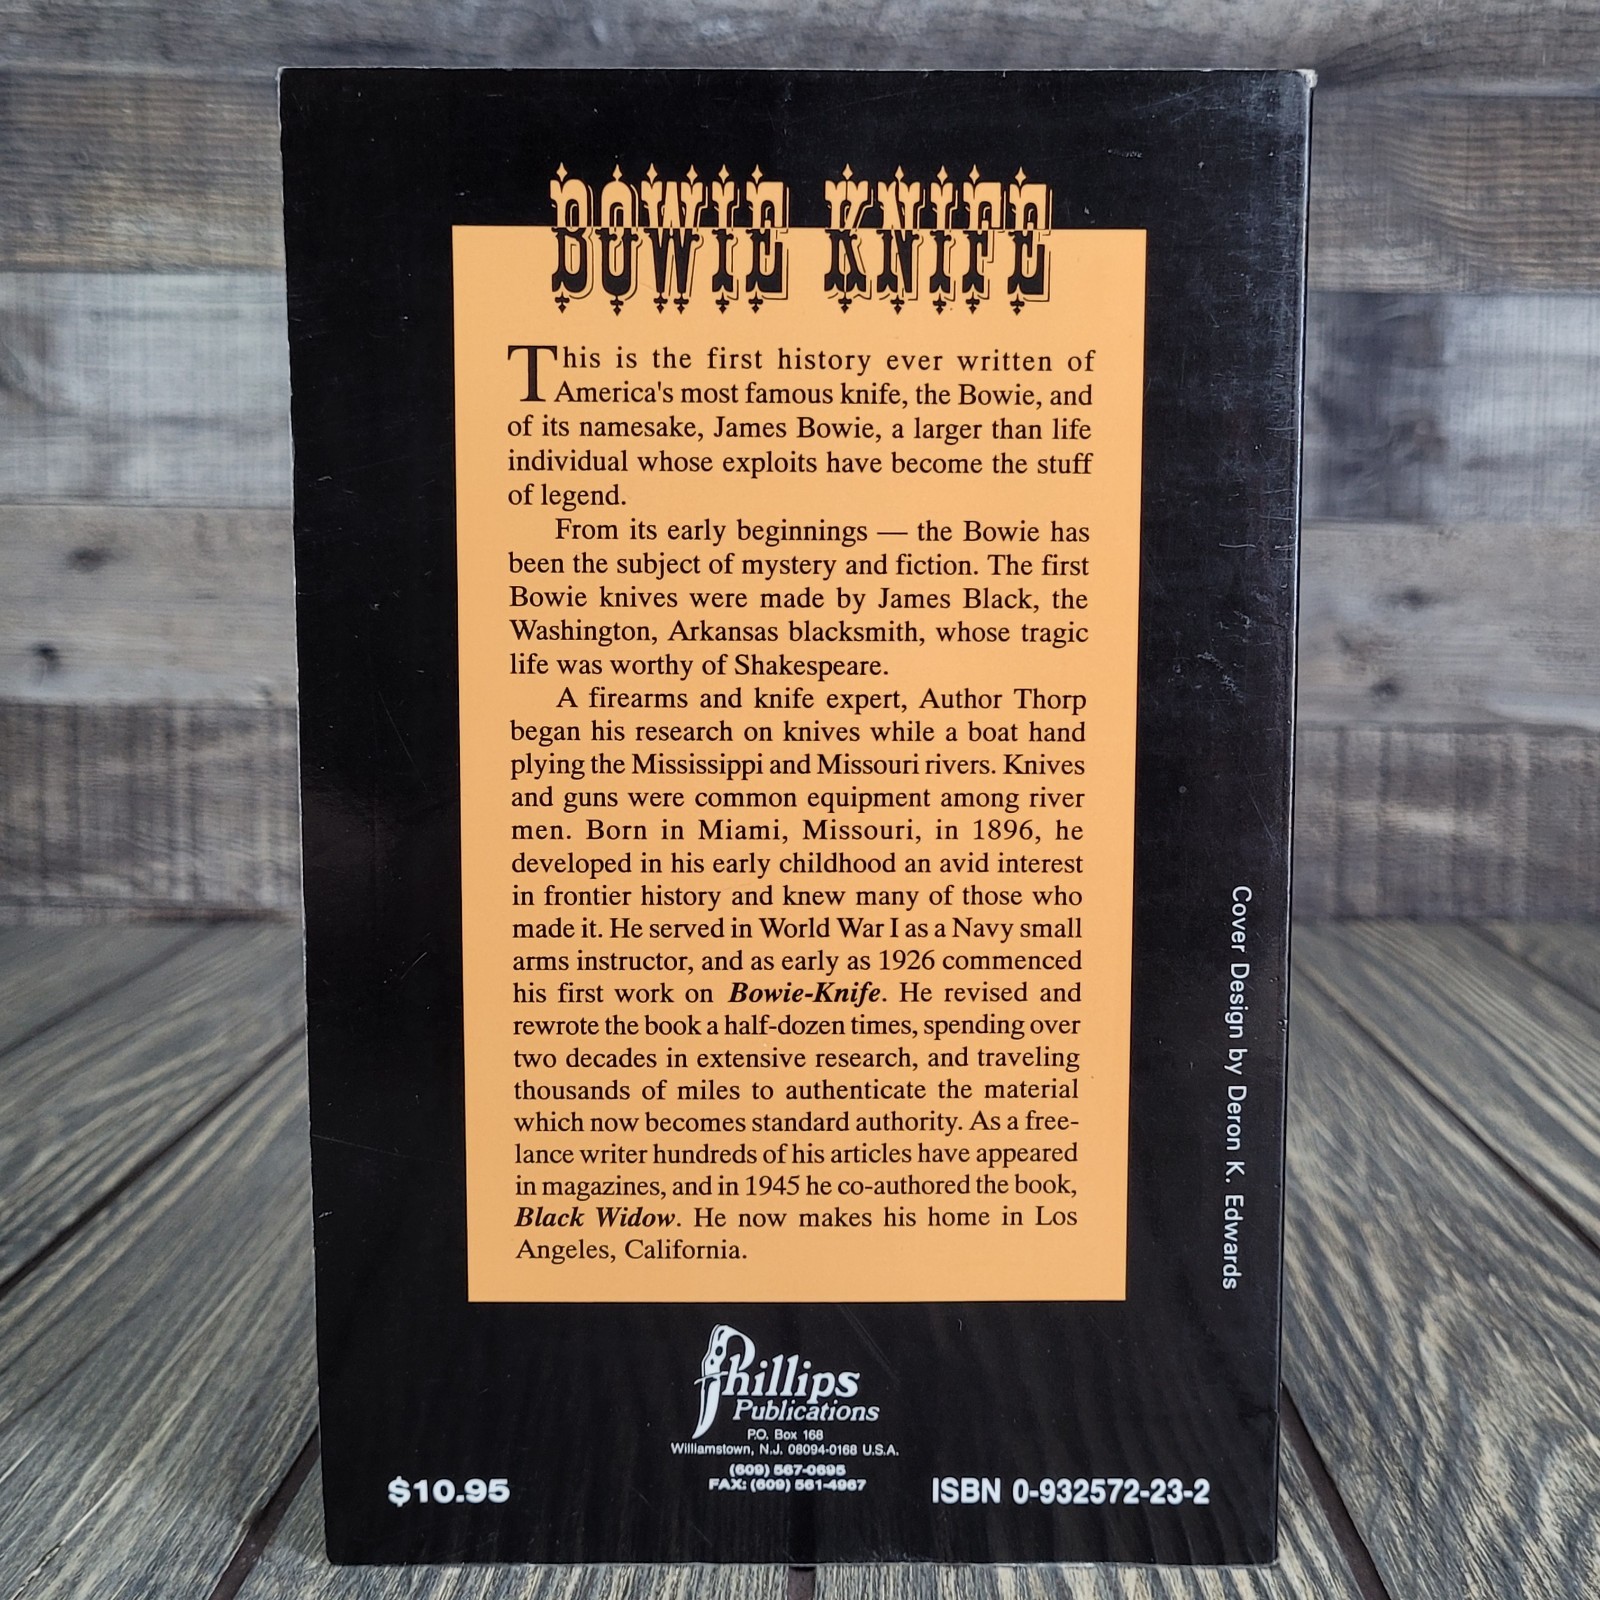 BOWIE KNIFE
This is the first history ever written of
America's most famous knife, the Bowie, and
of its namesake, James Bowie, a larger than life
individual whose exploits have become the stuff
of legend.
From its early beginnings — the Bowie has
been the subject of mystery and fiction. The first
Bowie knives were made by James Black, the
Washington, Arkansas blacksmith, whose tragic
life was worthy of Shakespeare.
A firearms and knife expert, Author Thorp
began his research on knives while a boat hand
plying the Mississippi and Missouri rivers. Knives
and guns were common equipment among river
men. Born in Miami, Missouri, in 1896, he
developed in his early childhood an avid interest
in frontier history and knew many of those who
made it. He served in World War I as a Navy small
arms instructor, and as early as 1926 commenced
his first work on Bowie-Knife. He revised and
rewrote the book a half-dozen times, spending over
two decades in extensive research, and traveling
thousands of miles to authenticate the material
which now becomes standard authority. As a free-
lance writer hundreds of his articles have appeared
in magazines, and in 1945 he co-authored the book,
Black Widow. He now makes his home in Los
Angeles, California.
Cover Design by Deron K. Edwards
Phillips
Publications
P.O. Box 168
Williamstown, N.J. 08094-0168 U.S.A.
(609) 567-0695
FAX: (609) 561-4967
$10.95
ISBN 0-932572-23-2